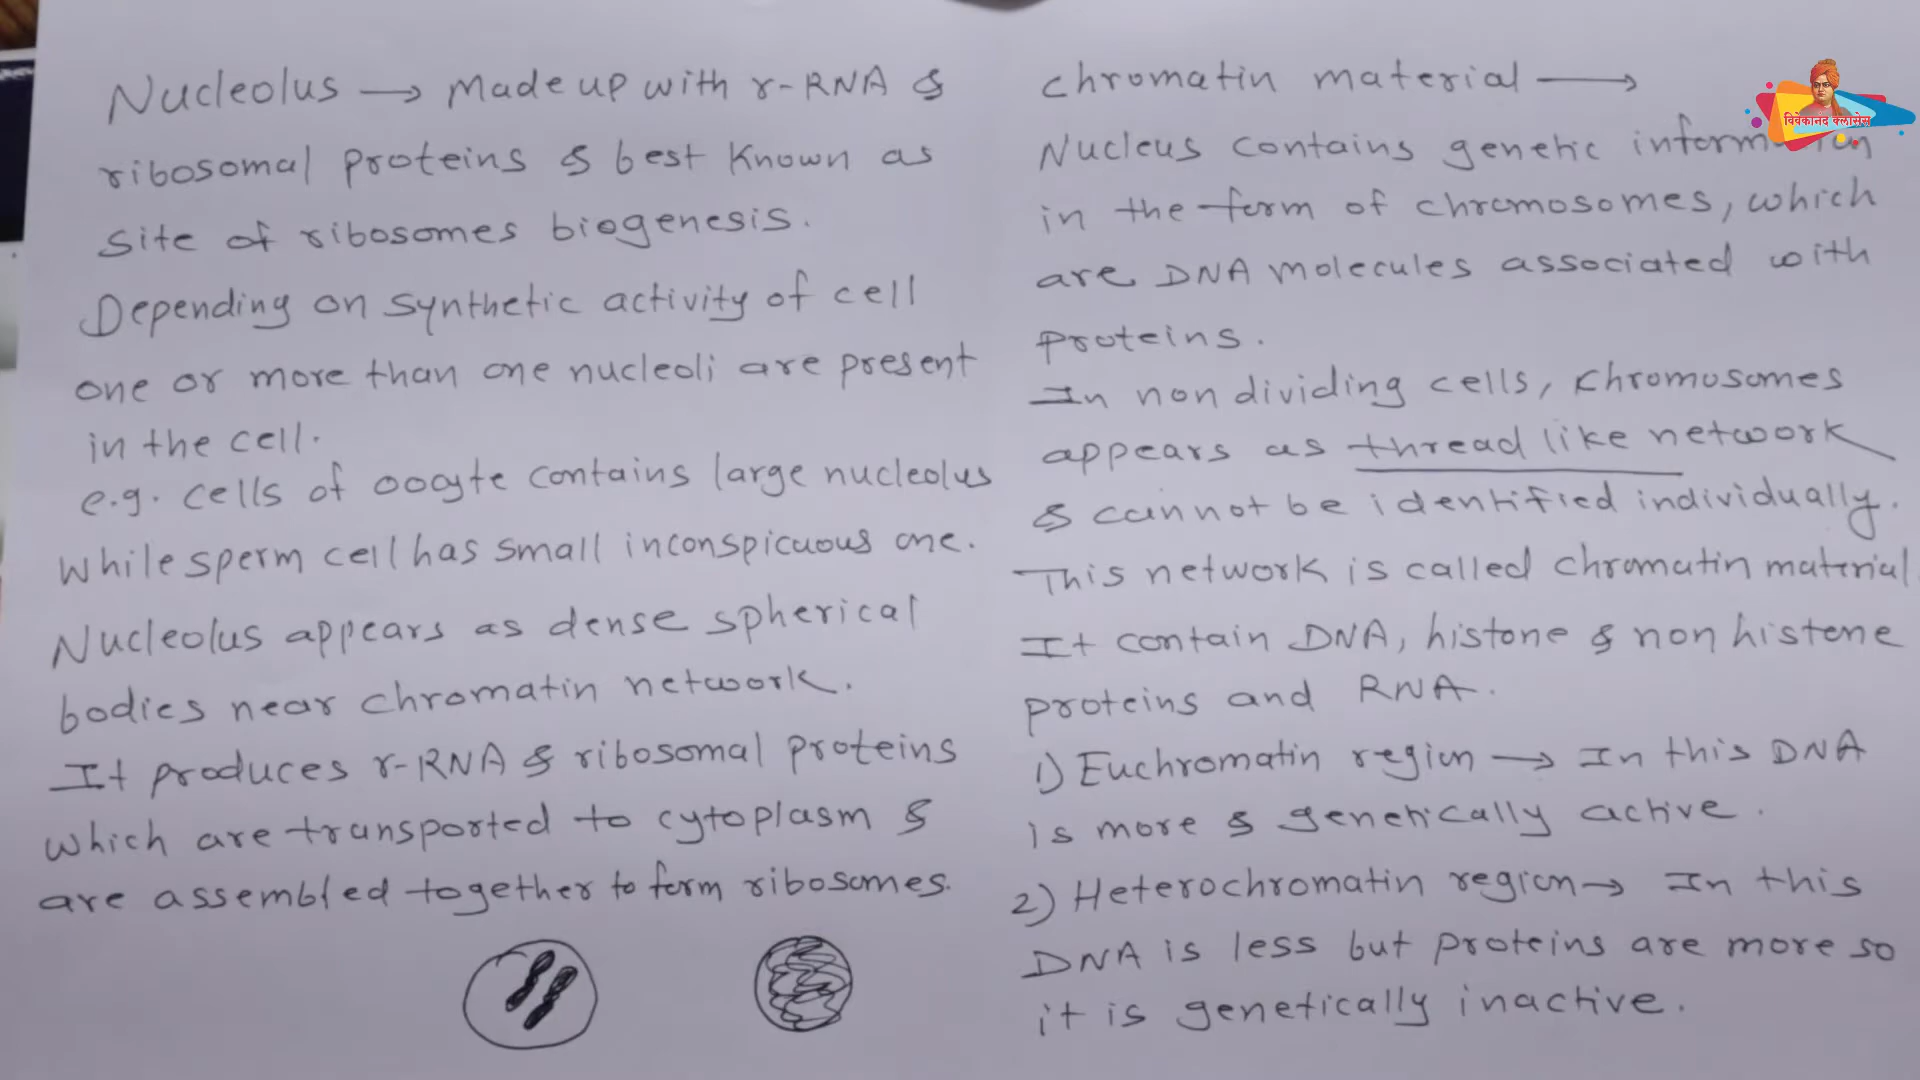 Nucleolus → Made up with r-RNA &
ribosomal proteins & best known as
site of ribosomes biogenesis.
Depending on synthetic activity of cell
one or more than one nucleoli are present
in the cell.
e.g. cells of oocyte contains large nucleolus
while sperm cell has small inconspicuous one.
Nucleolus appears as dense spherical
bodies near chromatin network.
It produces r-RNA & ribosomal proteins
which are transported to cytoplasm &
are assembled together to form ribosomes.
chromatin material →
Nucleus contains genetic information
in the form of chromosomes, which
are DNA molecules associated with
proteins.
In non dividing cells, chromosomes
appears as thread like network
& cannot be identified individually.
This network is called chromatin material
It contain DNA, histone & non histone
proteins and RNA.
1) Euchromatin region → In this DNA
is more & genetically active.
2) Heterochromatin region → In this
DNA is less but proteins are more so
it is genetically inactive.
विवेकानंद क्लासेस